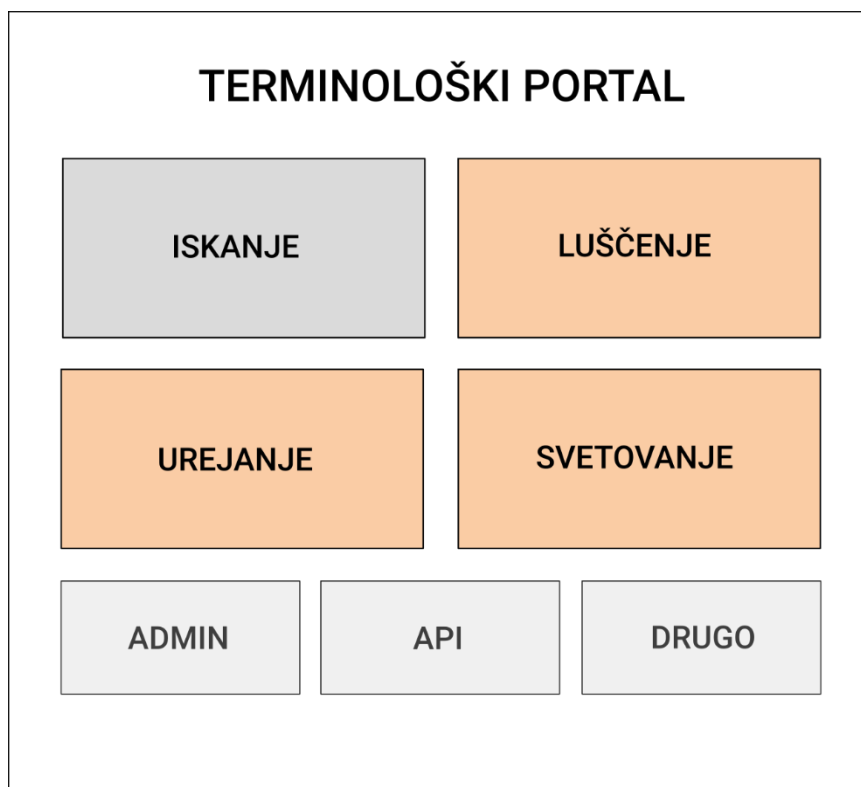 TERMINOLOŠKI PORTAL
ISKANJE
LUŠČENJE
UREJANJE
SVETOVANJE
ADMIN
API
DRUGO